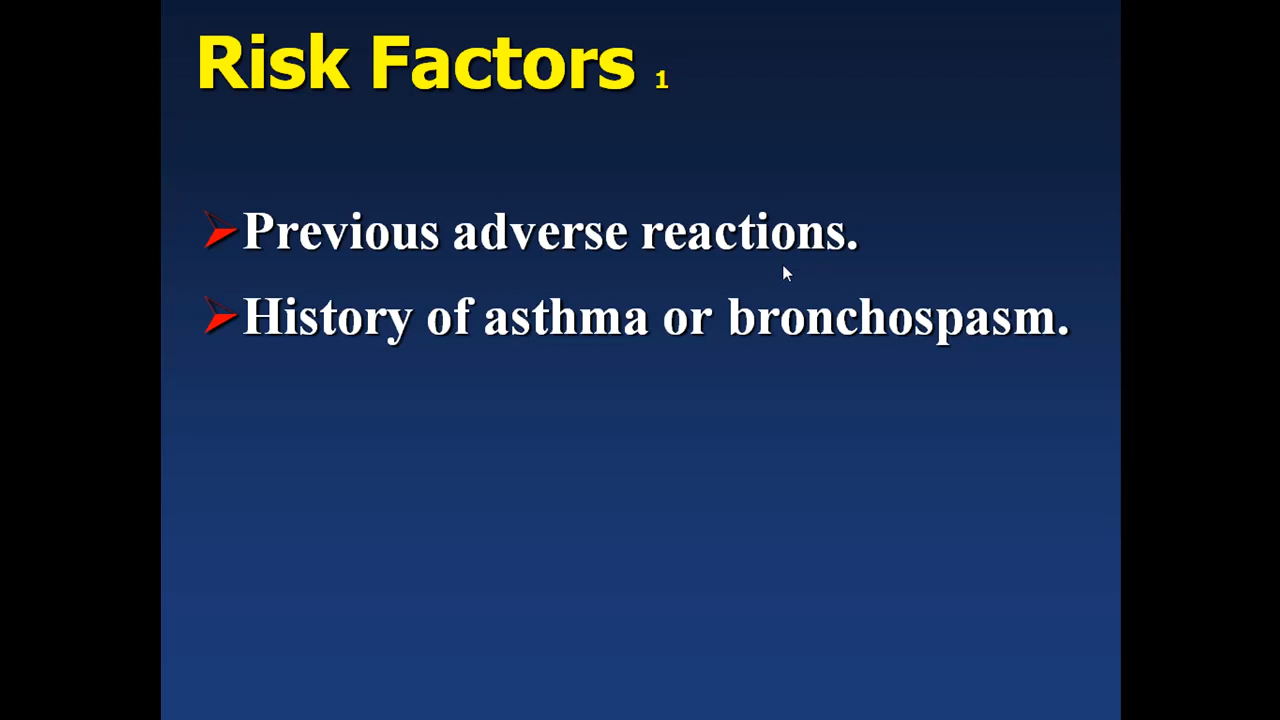 Risk Factors 1
Previous adverse reactions.
History of asthma or bronchospasm.